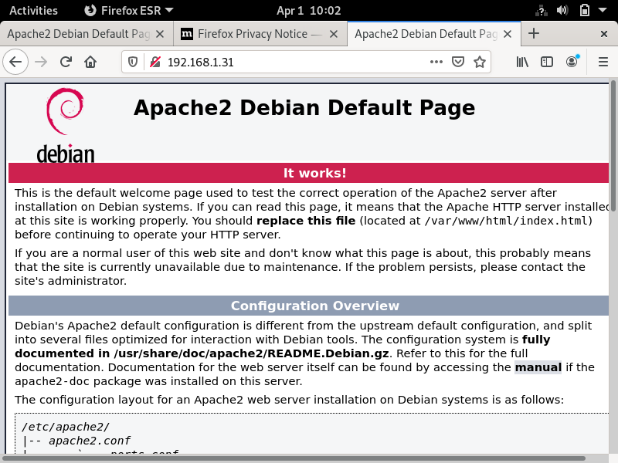 Activities Firefox ESR Apr 1 10:02
Apache2 Debian Default Pag Firefox Privacy Notice — Apache2 Debian Default Pag
192.168.1.31
debian
Apache2 Debian Default Page
It works!
This is the default welcome page used to test the correct operation of the Apache2 server after
installation on Debian systems. If you can read this page, it means that the Apache HTTP server installed
at this site is working properly. You should replace this file (located at /var/www/html/index.html)
before continuing to operate your HTTP server.
If you are a normal user of this web site and don't know what this page is about, this probably means
that the site is currently unavailable due to maintenance. If the problem persists, please contact the
site's administrator.
Configuration Overview
Debian's Apache2 default configuration is different from the upstream default configuration, and split
into several files optimized for interaction with Debian tools. The configuration system is fully
documented in /usr/share/doc/apache2/README.Debian.gz. Refer to this for the full
documentation. Documentation for the web server itself can be found by accessing the manual if the
apache2-doc package was installed on this server.
The configuration layout for an Apache2 web server installation on Debian systems is as follows:
/etc/apache2/
|-- apache2.conf
| `-- ports.conf